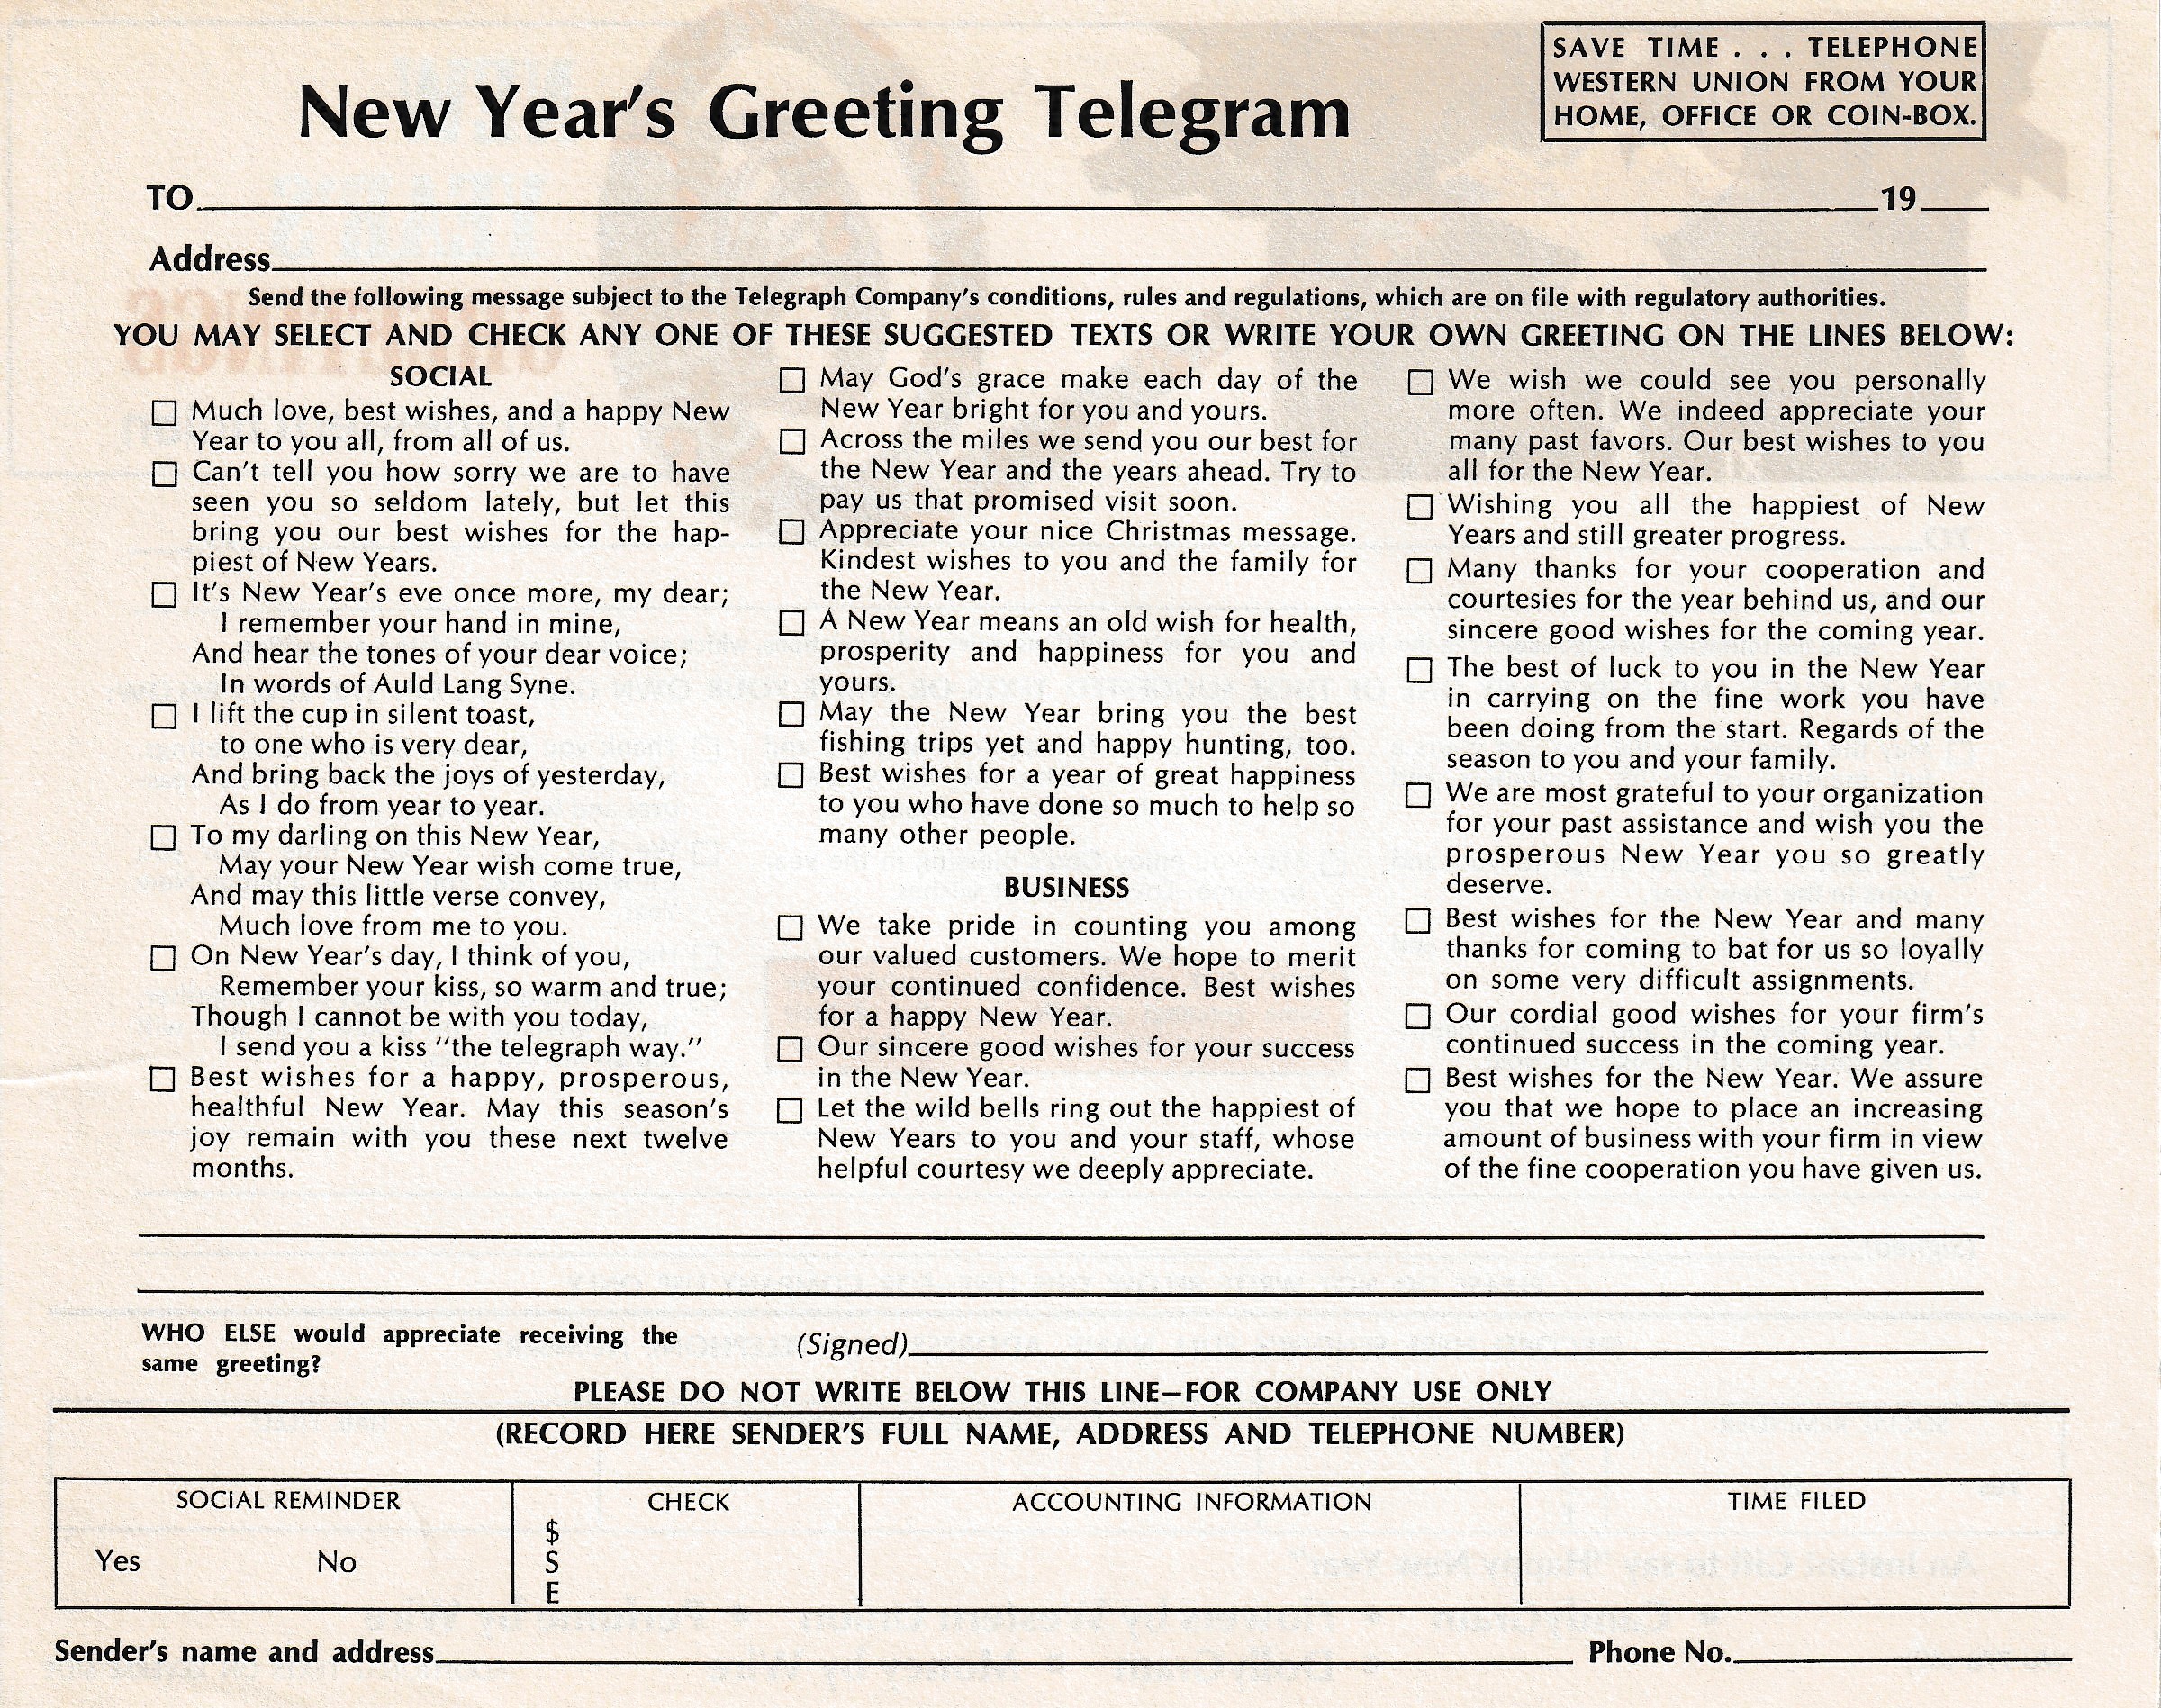 SAVE TIME . . . TELEPHONE
WESTERN UNION FROM YOUR
HOME, OFFICE OR COIN-BOX.
New Year's Greeting Telegram
TO 19
Address
Send the following message subject to the Telegraph Company's conditions, rules and regulations, which are on file with regulatory authorities.
YOU MAY SELECT AND CHECK ANY ONE OF THESE SUGGESTED TEXTS OR WRITE YOUR OWN GREETING ON THE LINES BELOW:
SOCIAL
Much love, best wishes, and a happy New
Year to you all, from all of us.
Can't tell you how sorry we are to have
seen you so seldom lately, but let this
bring you our best wishes for the hap-
piest of New Years.
It's New Year's eve once more, my dear;
I remember your hand in mine,
And hear the tones of your dear voice;
In words of Auld Lang Syne.
I lift the cup in silent toast,
to one who is very dear,
And bring back the joys of yesterday,
As I do from year to year.
To my darling on this New Year,
May your New Year wish come true,
And may this little verse convey,
Much love from me to you.
On New Year's day, I think of you,
Remember your kiss, so warm and true;
Though I cannot be with you today,
I send you a kiss "the telegraph way."
Best wishes for a happy, prosperous,
healthful New Year. May this season's
joy remain with you these next twelve
months.
May God's grace make each day of the
New Year bright for you and yours.
Across the miles we send you our best for
the New Year and the years ahead. Try to
pay us that promised visit soon.
Appreciate your nice Christmas message.
Kindest wishes to you and the family for
the New Year.
A New Year means an old wish for health,
prosperity and happiness for you and
yours.
May the New Year bring you the best
fishing trips yet and happy hunting, too.
Best wishes for a year of great happiness
to you who have done so much to help so
many other people.
BUSINESS
We take pride in counting you among
our valued customers. We hope to merit
your continued confidence. Best wishes
for a happy New Year.
Our sincere good wishes for your success
in the New Year.
Let the wild bells ring out the happiest of
New Years to you and your staff, whose
helpful courtesy we deeply appreciate.
We wish we could see you personally
more often. We indeed appreciate your
many past favors. Our best wishes to you
all for the New Year.
Wishing you all the happiest of New
Years and still greater progress.
Many thanks for your cooperation and
courtesies for the year behind us, and our
sincere good wishes for the coming year.
The best of luck to you in the New Year
in carrying on the fine work you have
been doing from the start. Regards of the
season to you and your family.
We are most grateful to your organization
for your past assistance and wish you the
prosperous New Year you so greatly
deserve.
Best wishes for the New Year and many
thanks for coming to bat for us so loyally
on some very difficult assignments.
Our cordial good wishes for your firm's
continued success in the coming year.
Best wishes for the New Year. We assure
you that we hope to place an increasing
amount of business with your firm in view
of the fine cooperation you have given us.
WHO ELSE would appreciate receiving the
same greeting?
(Signed)
PLEASE DO NOT WRITE BELOW THIS LINE—FOR COMPANY USE ONLY
(RECORD HERE SENDER'S FULL NAME, ADDRESS AND TELEPHONE NUMBER)
SOCIAL REMINDER
Yes No
CHECK
$
S
E
ACCOUNTING INFORMATION
TIME FILED
Sender's name and address Phone No.